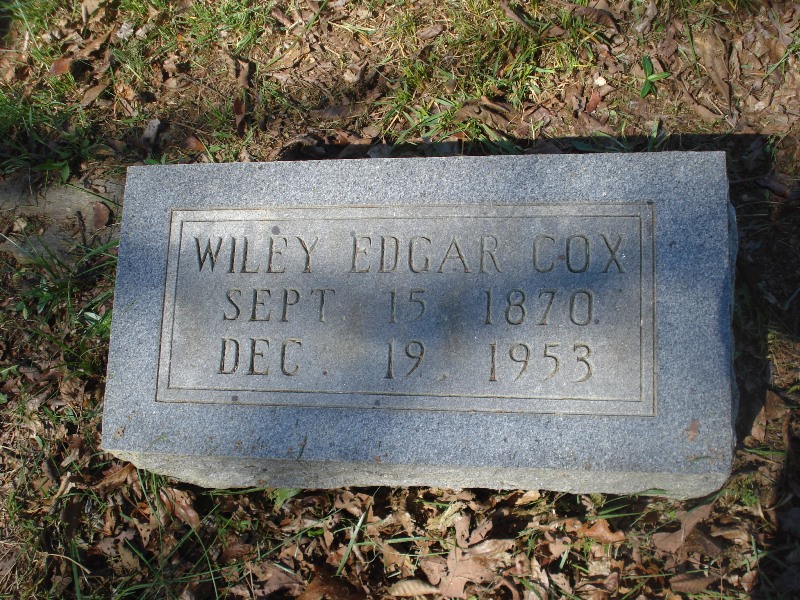 WILEY EDGAR COX
SEPT 15, 1870.
DEC. 19, 1953